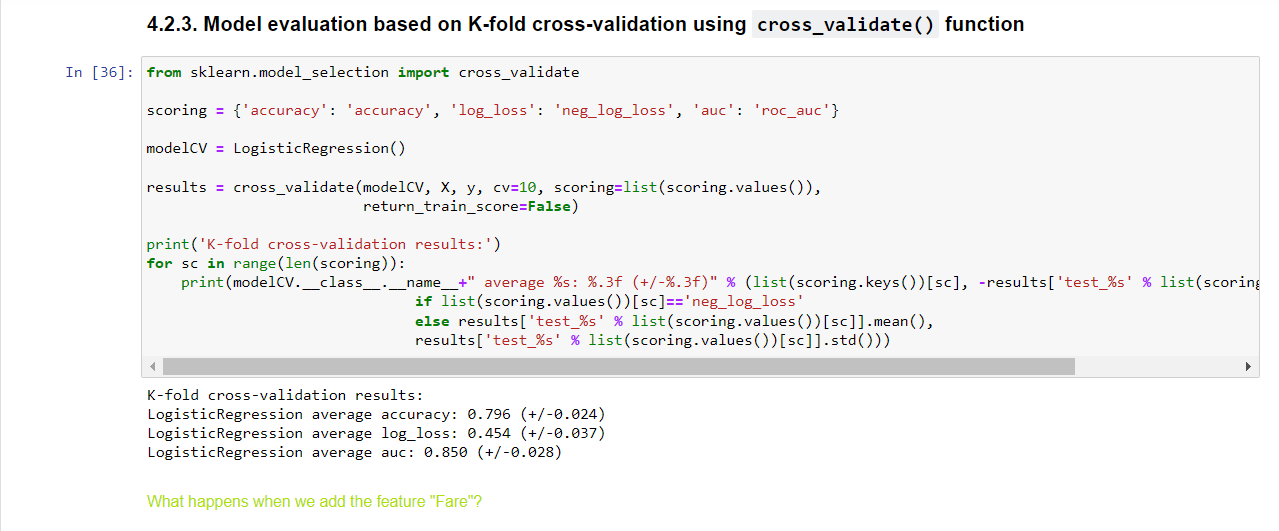 4.2.3. Model evaluation based on K-fold cross-validation using cross_validate() function
In [36]: from sklearn.model_selection import cross_validate
scoring = {'accuracy': 'accuracy', 'log_loss': 'neg_log_loss', 'auc': 'roc_auc'}
modelCV = LogisticRegression()
results = cross_validate(modelCV, X, y, cv=10, scoring=list(scoring.values()),
return_train_score=False)
print('K-fold cross-validation results:')
for sc in range(len(scoring)):
print(modelCV.__class__.__name__+" average %s: %.3f (+/-%.3f)" % (list(scoring.keys())[sc], -results['test_%s' % list(scoring
if list(scoring.values())[sc]=='neg_log_loss'
else results['test_%s' % list(scoring.values())[sc]].mean(),
results['test_%s' % list(scoring.values())[sc]].std()))
K-fold cross-validation results:
LogisticRegression average accuracy: 0.796 (+/-0.024)
LogisticRegression average log_loss: 0.454 (+/-0.037)
LogisticRegression average auc: 0.850 (+/-0.028)
What happens when we add the feature "Fare"?